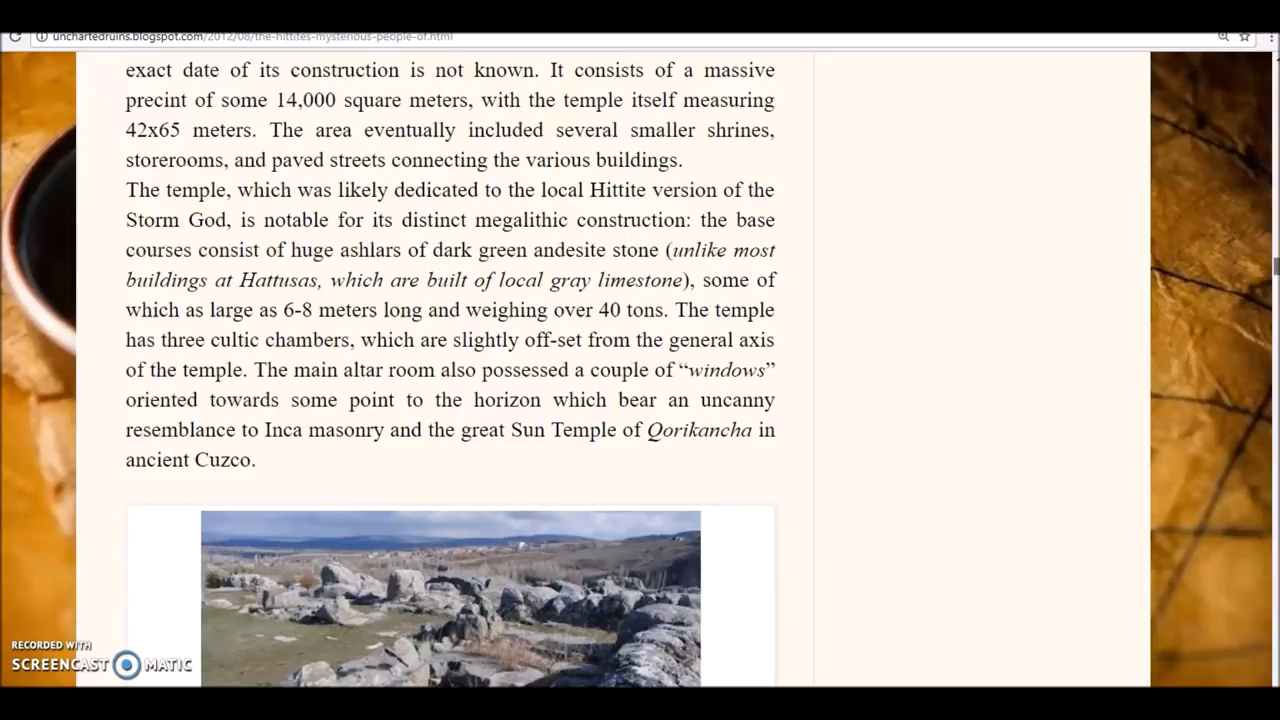 unchartedruins.blogspot.com/2012/08/the-hittites-mysterious-people-of.html
exact date of its construction is not known. It consists of a massive
precint of some 14,000 square meters, with the temple itself measuring
42x65 meters. The area eventually included several smaller shrines,
storerooms, and paved streets connecting the various buildings.
The temple, which was likely dedicated to the local Hittite version of the
Storm God, is notable for its distinct megalithic construction: the base
courses consist of huge ashlars of dark green andesite stone (unlike most
buildings at Hattusas, which are built of local gray limestone), some of
which as large as 6-8 meters long and weighing over 40 tons. The temple
has three cultic chambers, which are slightly off-set from the general axis
of the temple. The main altar room also possessed a couple of “windows”
oriented towards some point to the horizon which bear an uncanny
resemblance to Inca masonry and the great Sun Temple of Qorikancha in
ancient Cuzco.
RECORDED WITH
SCREENCAST MATIC